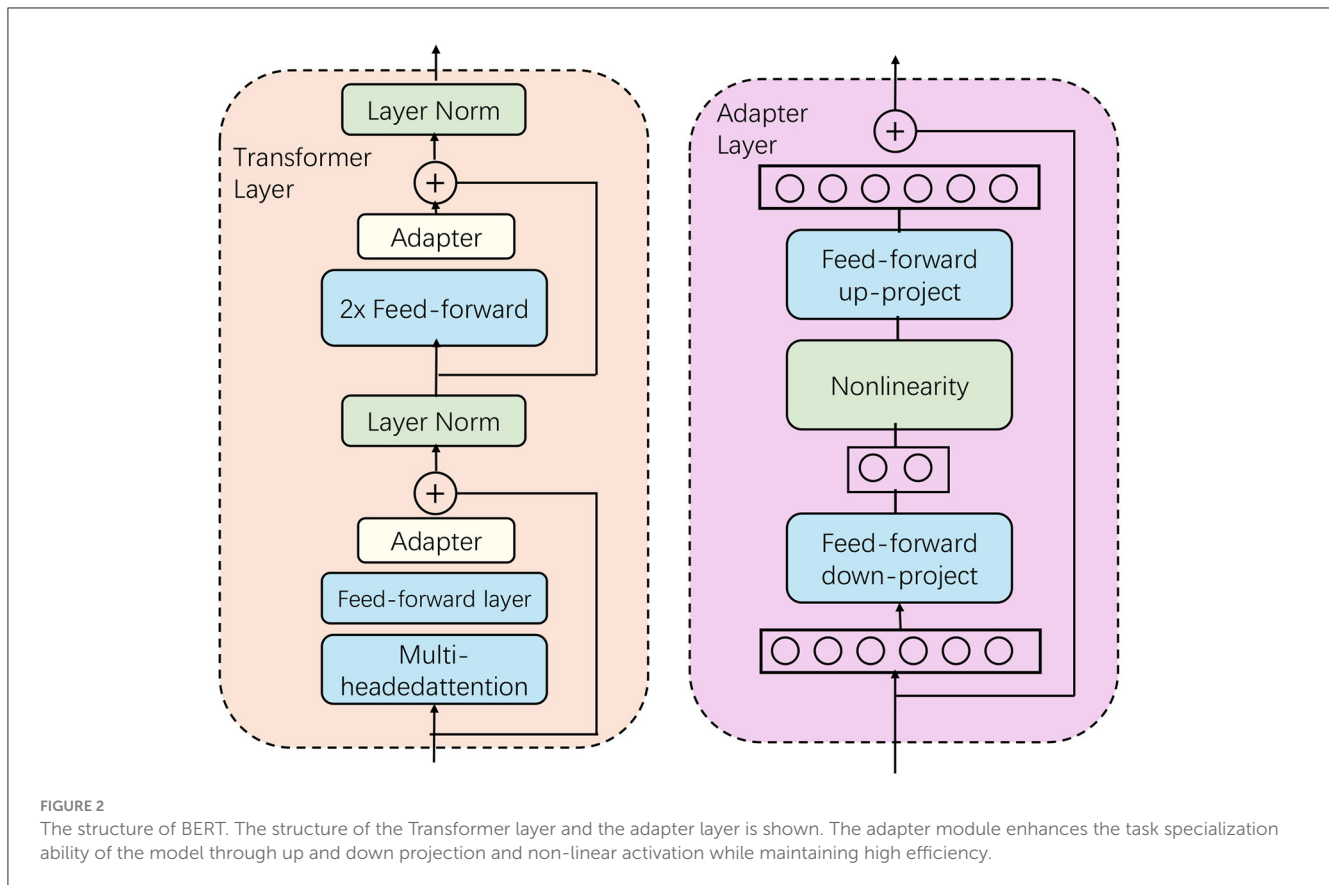 Layer Norm
Transformer
Layer
+
Adapter
2x Feed-forward
Layer Norm
+
Adapter
Feed-forward layer
Multi-
headedattention
Adapter
Layer
+
Feed-forward
up-project
Nonlinearity
Feed-forward
down-project
FIGURE 2
The structure of BERT. The structure of the Transformer layer and the adapter layer is shown. The adapter module enhances the task specialization
ability of the model through up and down projection and non-linear activation while maintaining high efficiency.